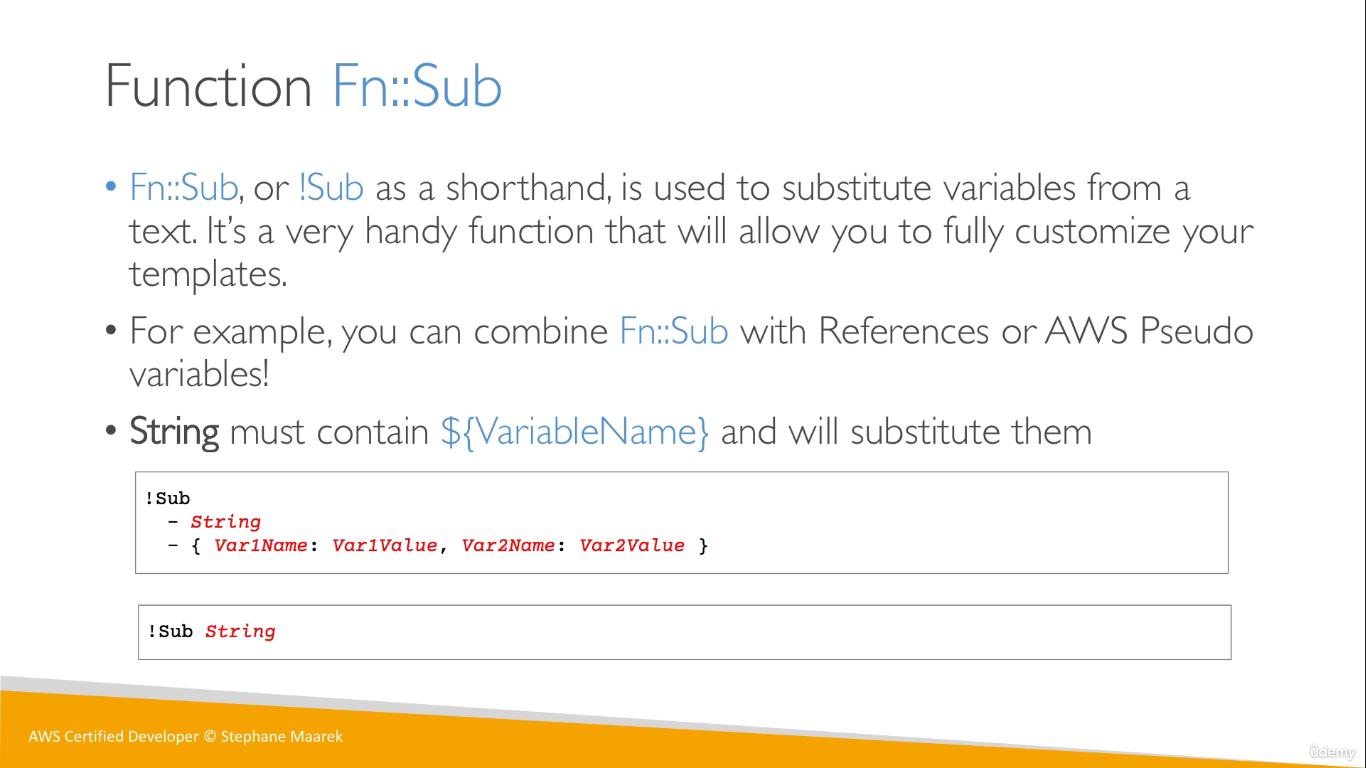 Function Fn::Sub
• Fn::Sub, or !Sub as a shorthand, is used to substitute variables from a
text. It's a very handy function that will allow you to fully customize your
templates.
• For example, you can combine Fn::Sub with References or AWS Pseudo
variables!
• String must contain ${VariableName} and will substitute them
!Sub
  - String
  - { Var1Name: Var1Value, Var2Name: Var2Value }
!Sub String
AWS Certified Developer © Stephane Maarek
ûdemy